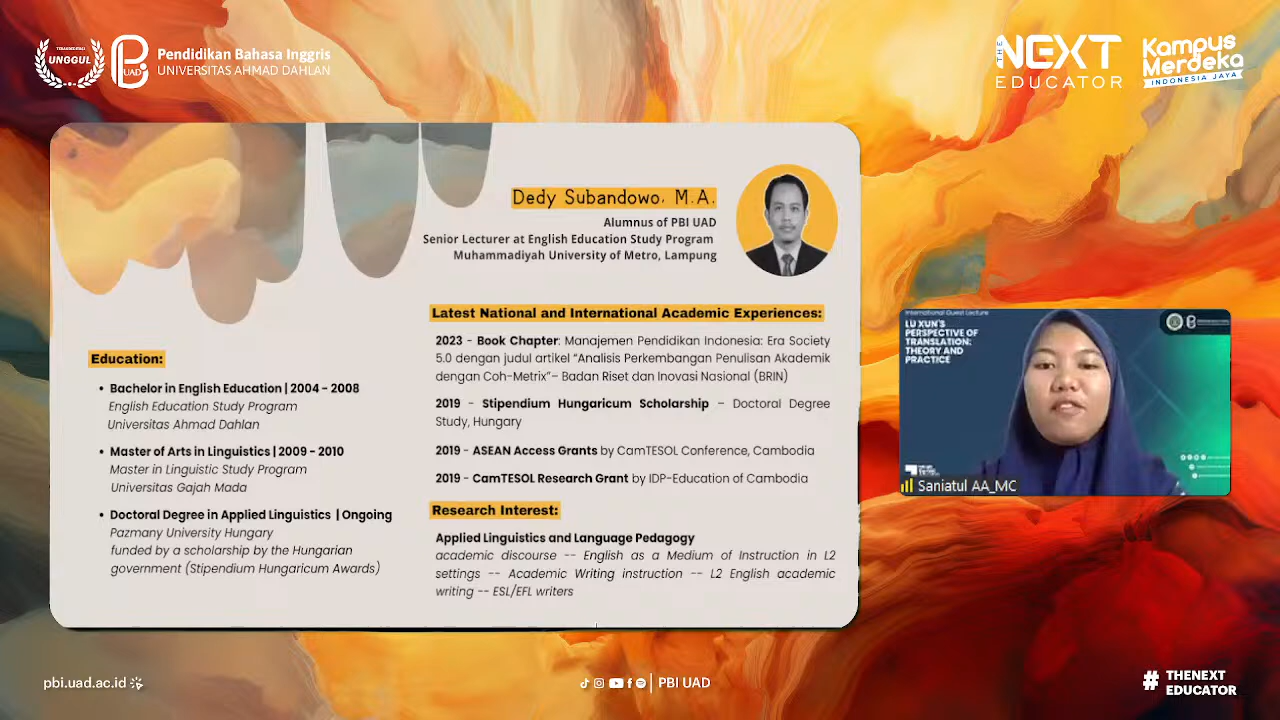 TERAKREDITASI
UNGGUL
UAD
Pendidikan Bahasa Inggris
UNIVERSITAS AHMAD DAHLAN
THE NEXT
EDUCATOR
Kampus
Merdeka
INDONESIA JAYA
Dedy Subandowo, M.A.
Alumnus of PBI UAD
Senior Lecturer at English Education Study Program
Muhammadiyah University of Metro, Lampung
Education:
• Bachelor in English Education | 2004 - 2008
English Education Study Program
Universitas Ahmad Dahlan
• Master of Arts in Linguistics | 2009 - 2010
Master in Linguistic Study Program
Universitas Gajah Mada
• Doctoral Degree in Applied Linguistics | Ongoing
Pazmany University Hungary
funded by a scholarship by the Hungarian
government (Stipendium Hungaricum Awards)
Latest National and International Academic Experiences:
2023 - Book Chapter: Manajemen Pendidikan Indonesia: Era Society
5.0 dengan judul artikel “Analisis Perkembangan Penulisan Akademik
dengan Coh-Metrix”– Badan Riset dan Inovasi Nasional (BRIN)
2019 - Stipendium Hungaricum Scholarship – Doctoral Degree
Study, Hungary
2019 - ASEAN Access Grants by CamTESOL Conference, Cambodia
2019 - CamTESOL Research Grant by IDP-Education of Cambodia
Research Interest:
Applied Linguistics and Language Pedagogy
academic discourse -- English as a Medium of Instruction in L2
settings -- Academic Writing instruction -- L2 English academic
writing -- ESL/EFL writers
International Guest Lecture
LU XUN'S
PERSPECTIVE OF
TRANSLATION:
THEORY AND
PRACTICE
Saniatul AA_MC
pbi.uad.ac.id
PBI UAD
# THENEXT
EDUCATOR